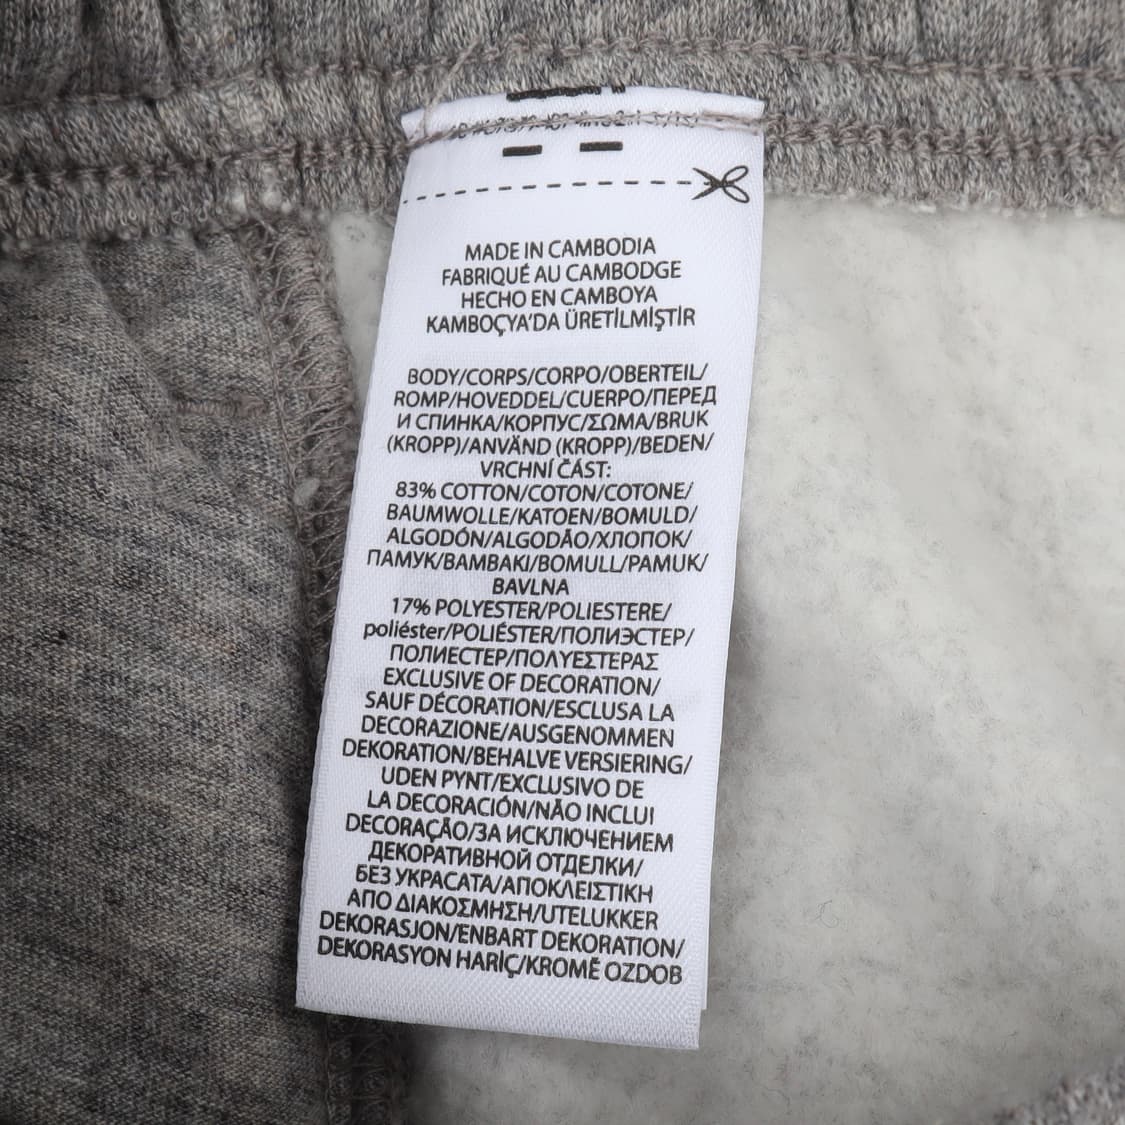 MADE IN CAMBODIA
FABRIQUÉ AU CAMBODGE
HECHO EN CAMBOYA
KAMBOÇYA'DA ÜRETİLMİŞTİR
BODY/CORPS/CORPO/OBERTEIL/
ROMP/HOVEDDEL/CUERPO/ПЕРЕД
И СПИНКА/КОРПУС/ΣΩΜΑ/BRUK
(KROPP)/ANVÄND (KROPP)/BEDEN/
VRCHNÍ ČÁST:
83% COTTON/COTON/COTONE/
BAUMWOLLE/KATOEN/BOMULD/
ALGODÓN/ALGODÃO/ХЛОПОК/
ПАМУК/BAMBAKI/BOMULL/PAMUK/
BAVLNA
17% POLYESTER/POLIESTERE/
poliéster/POLIÉSTER/ПОЛИЭСТЕР/
ПОЛИЕСТЕР/ΠΟΛΥΕΣΤΕΡΑΣ
EXCLUSIVE OF DECORATION/
SAUF DÉCORATION/ESCLUSA LA
DECORAZIONE/AUSGENOMMEN
DEKORATION/BEHALVE VERSIERING/
UDEN PYNT/EXCLUSIVO DE
LA DECORACIÓN/NÃO INCLUI
DECORAÇÃO/ЗА ИСКЛЮЧЕНИЕМ
ДЕКОРАТИВНОЙ ОТДЕЛКИ/
БЕЗ УКРАСАТА/ΑΠΟΚΛΕΙΣΤΙΚΗ
ΑΠΟ ΔΙΑΚΟΣΜΗΣΗ/UTELUKKER
DEKORASJON/ENBART DEKORATION/
DEKORASYON HARİÇ/KROMĚ OZDOB